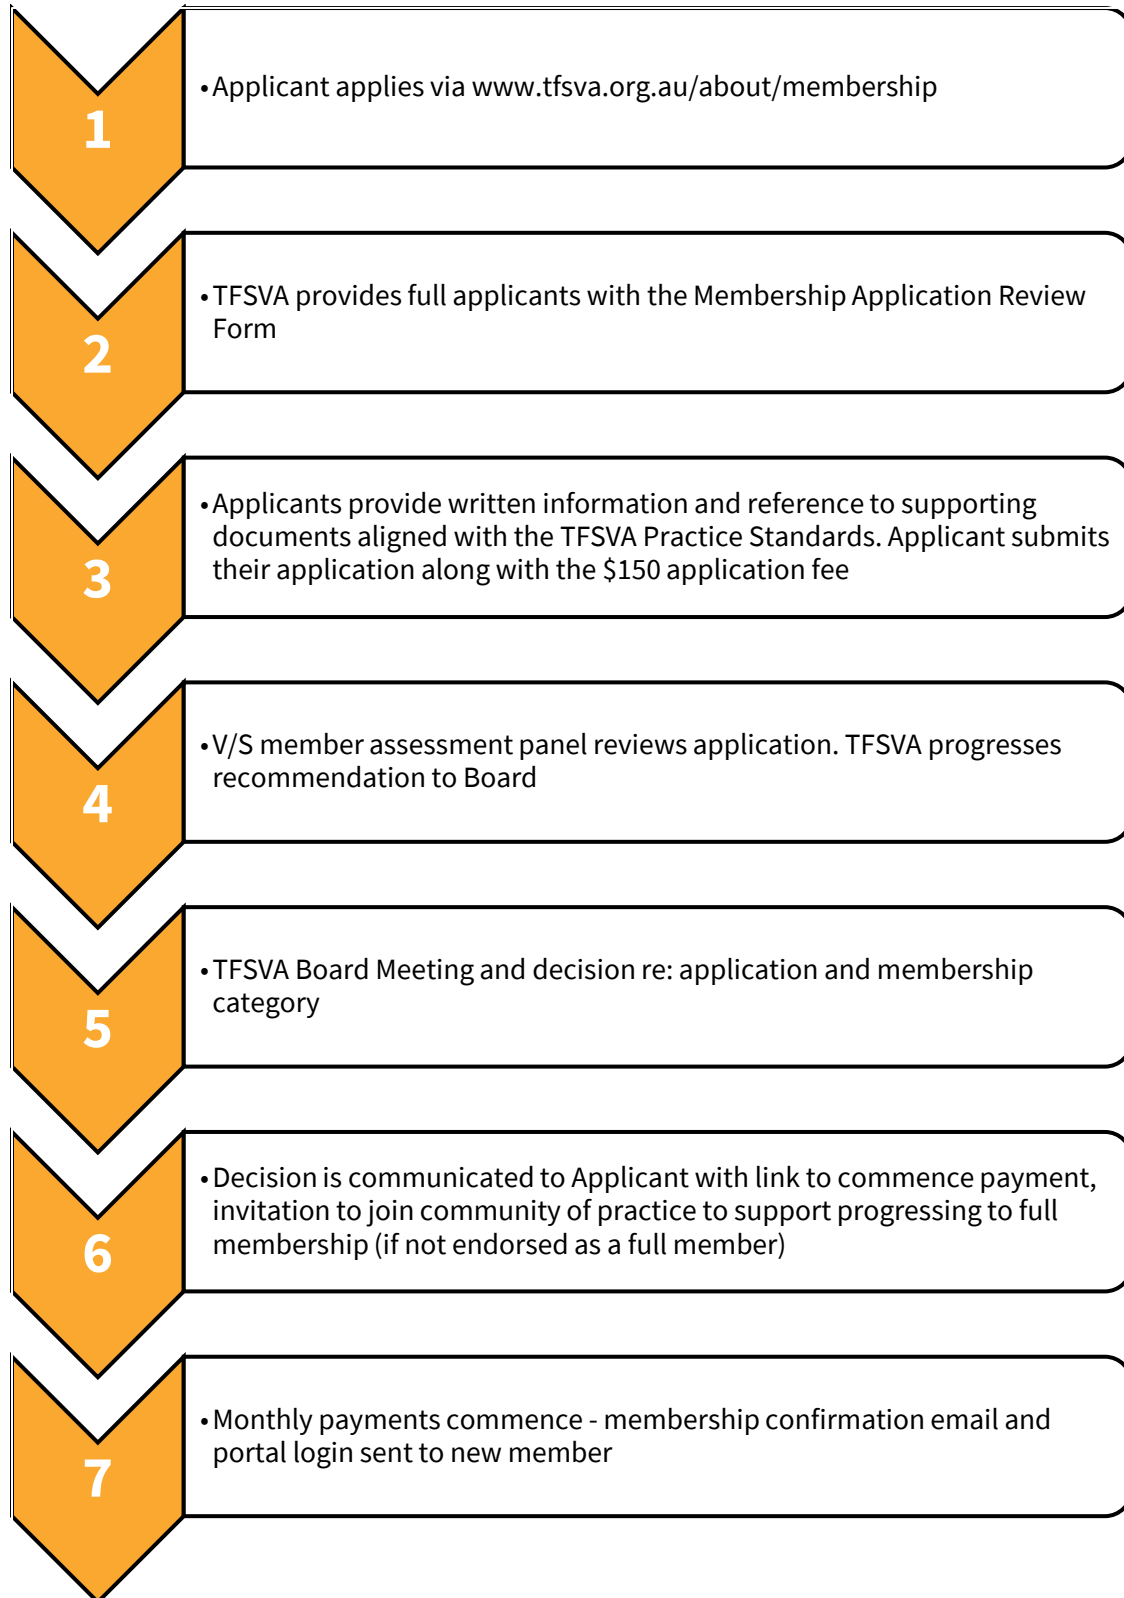 1
•Applicant applies via www.tfsva.org.au/about/membership
2
•TFSVA provides full applicants with the Membership Application Review
Form
3
•Applicants provide written information and reference to supporting
documents aligned with the TFSVA Practice Standards. Applicant submits
their application along with the $150 application fee
4
•V/S member assessment panel reviews application. TFSVA progresses
recommendation to Board
5
•TFSVA Board Meeting and decision re: application and membership
category
6
•Decision is communicated to Applicant with link to commence payment,
invitation to join community of practice to support progressing to full
membership (if not endorsed as a full member)
7
•Monthly payments commence - membership confirmation email and
portal login sent to new member